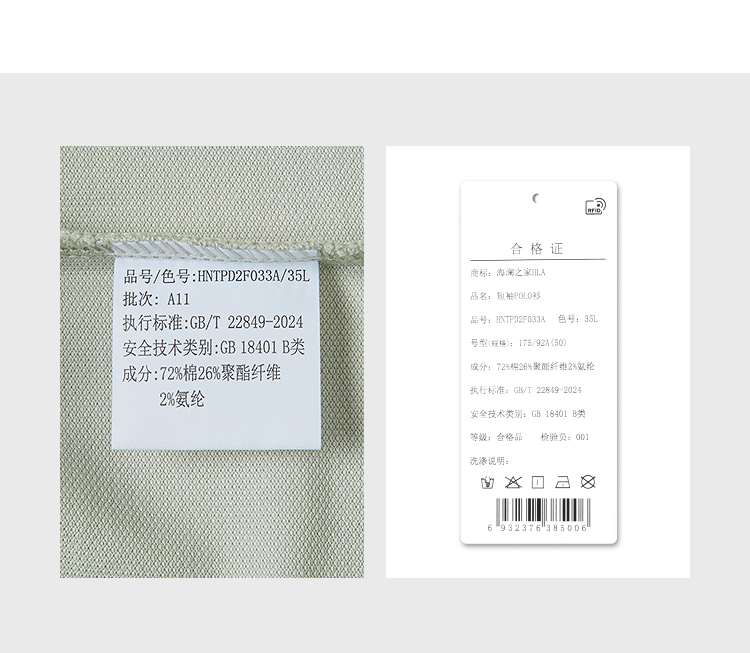 品号/色号:HNTPD2F033A/35L
批次: A11
执行标准:GB/T 22849-2024
安全技术类别:GB 18401 B类
成分:72%棉26%聚酯纤维
2%氨纶
RFID
合格证
商标: 海澜之家HLA
品名: 短袖POLO衫
品号: HNTPD2F033A 色号: 35L
号型(规格): 175/92A(50)
成分: 72%棉26%聚酯纤维2%氨纶
执行标准: GB/T 22849-2024
安全技术类别: GB 18401 B类
等级: 合格品 检验员: 001
洗涤说明:
6 932376 385006